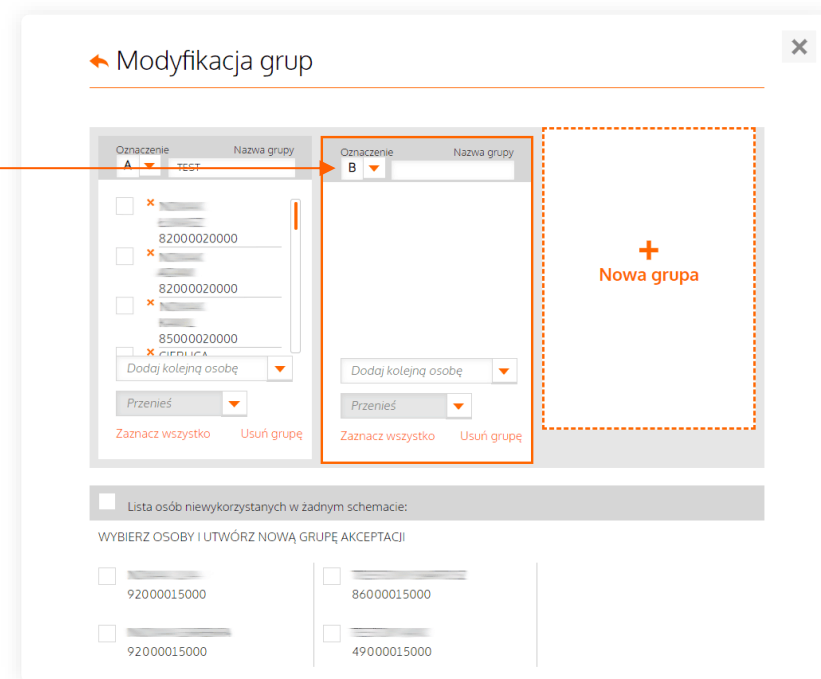 Modyfikacja grup
Oznaczenie Nazwa grupy
A TEST
82000020000
82000020000
85000020000
Dodaj kolejną osobę
Przenieś
Zaznacz wszystko Usuń grupę
Oznaczenie Nazwa grupy
B
Dodaj kolejną osobę
Przenieś
Zaznacz wszystko Usuń grupę
+
Nowa grupa
Lista osób niewykorzystanych w żadnym schemacie:
WYBIERZ OSOBY I UTWÓRZ NOWĄ GRUPĘ AKCEPTACJI
92000015000
86000015000
92000015000
49000015000